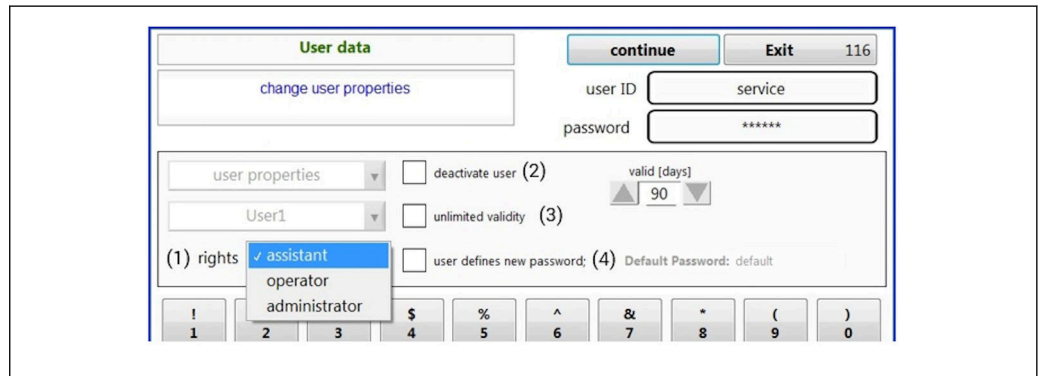 User data
continue
Exit 116
change user properties
user ID service
password ******
user properties
deactivate user (2)
valid [days]
90
User1
unlimited validity (3)
(1) rights ✓ assistant
user defines new password; (4) Default Password: default
operator
administrator
! $ % ^ & * ( )
1 2 3 4 5 6 7 8 9 0